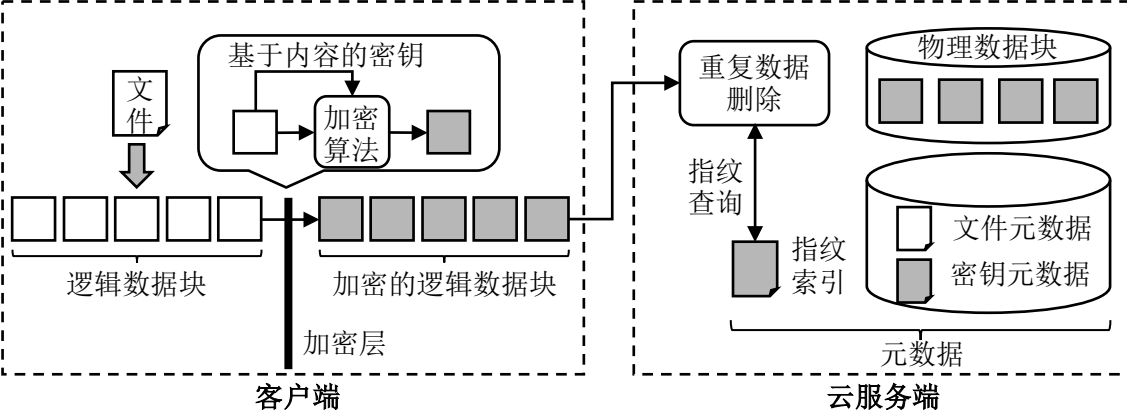 文
件
基于内容的密钥
加密
算法
逻辑数据块
加密的逻辑数据块
加密层
客户端
重复数据
删除
指纹
查询
指纹
索引
物理数据块
文件元数据
密钥元数据
元数据
云服务端